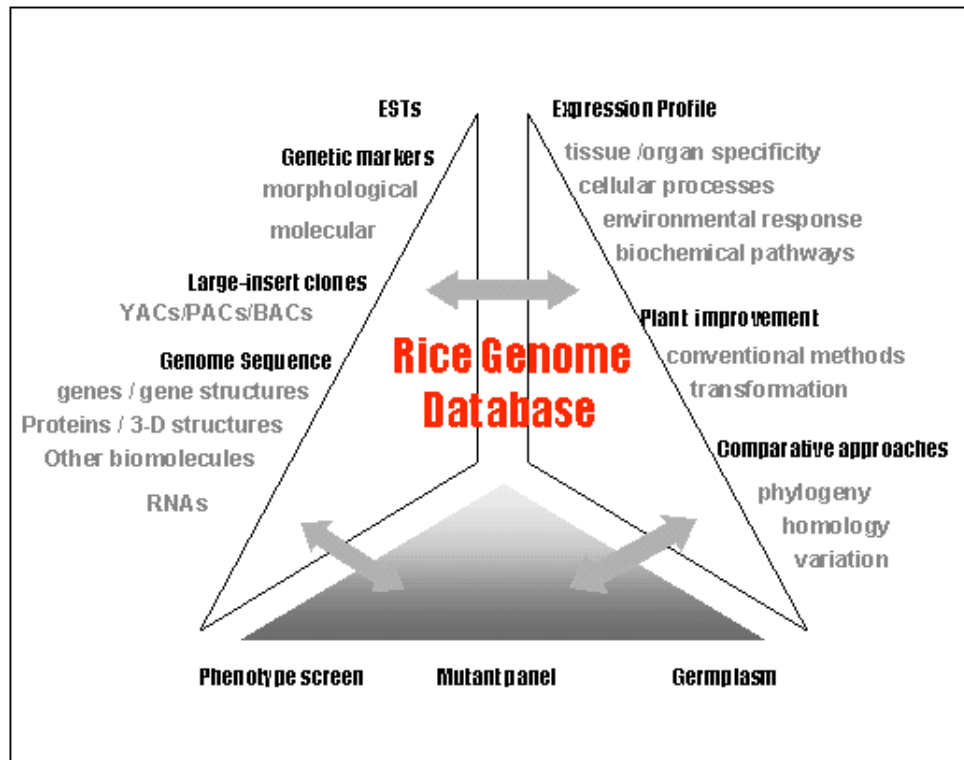 ESTs
Genetic markers
morphological
molecular
Large-insert clones
YACs/PACs/BACs
Genome Sequence
genes / gene structures
Proteins / 3-D structures
Other biomolecules
RNAs
Expression Profile
tissue /organ specificity
cellular processes
environmental response
biochemical pathways
Plant improvement
conventional methods
transformation
Comparative approaches
phylogeny
homology
variation
Rice Genome
Database
Phenotype screen
Mutant panel
Germplasm